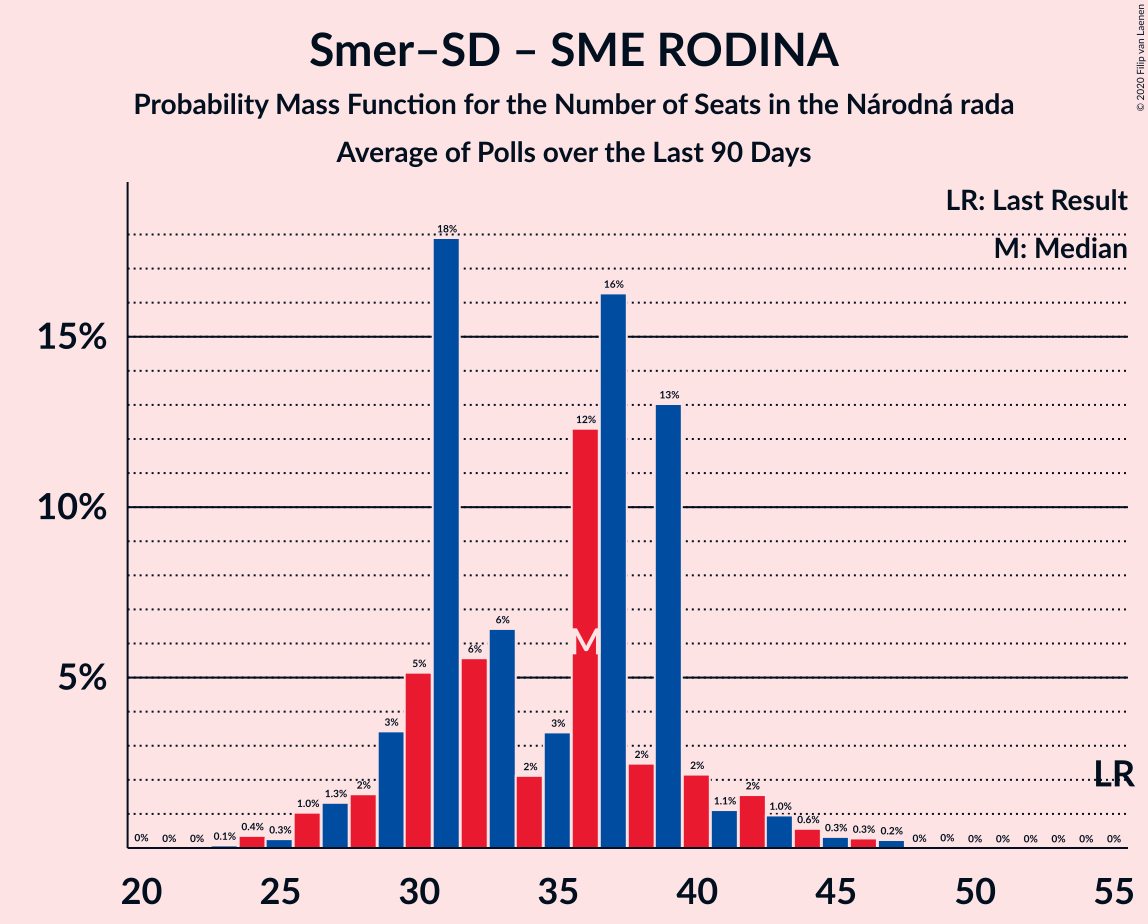 Smer–SD – SME RODINA
Probability Mass Function for the Number of Seats in the Národná rada
Average of Polls over the Last 90 Days
© 2020 Filip van Laenen
LR: Last Result
M: Median
15%
10%
5%
0% 0% 0% 0.1% 0.4% 0.3% 1.0% 1.3% 2% 3% 5% 18% 6% 6% 2% 3% 12% 16% 2% 13% 2% 1.1% 2% 1.0% 0.6% 0.3% 0.3% 0.2% 0% 0% 0% 0% 0% 0% 0% 0%
M
LR
20 25 30 35 40 45 50 55